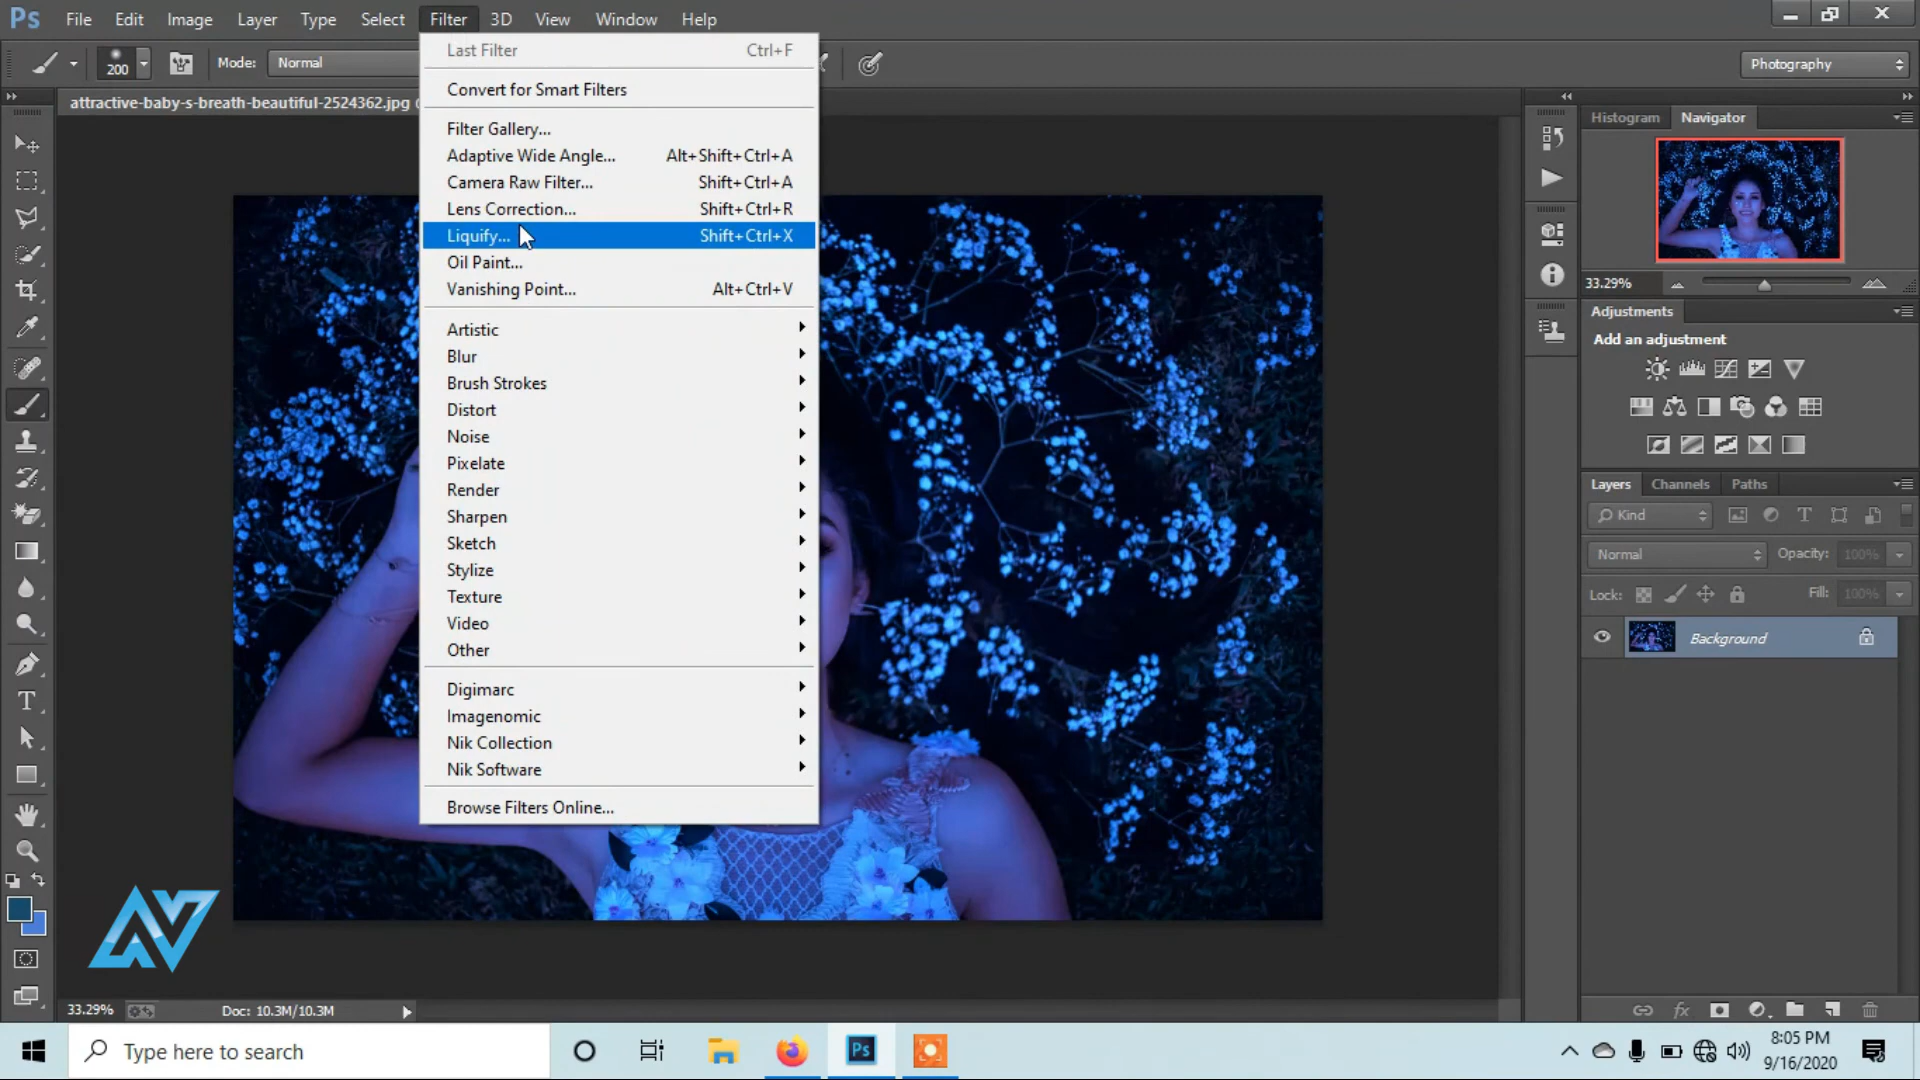 Ps File Edit Image Layer Type Select Filter 3D View Window Help
200 Mode: Normal
Photography
attractive-baby-s-breath-beautiful-2524362.jpg
Last Filter Ctrl+F
Convert for Smart Filters
Filter Gallery...
Adaptive Wide Angle... Alt+Shift+Ctrl+A
Camera Raw Filter... Shift+Ctrl+A
Lens Correction... Shift+Ctrl+R
Liquify... Shift+Ctrl+X
Oil Paint...
Vanishing Point... Alt+Ctrl+V
Artistic
Blur
Brush Strokes
Distort
Noise
Pixelate
Render
Sharpen
Sketch
Stylize
Texture
Video
Other
Digimarc
Imagenomic
Nik Collection
Nik Software
Browse Filters Online...
Histogram Navigator
33.29%
Adjustments
Add an adjustment
Layers Channels Paths
Kind
Normal Opacity: 100%
Lock: Fill: 100%
Background
AV
33.29% Doc: 10.3M/10.3M
Type here to search
Ps
8:05 PM
9/16/2020